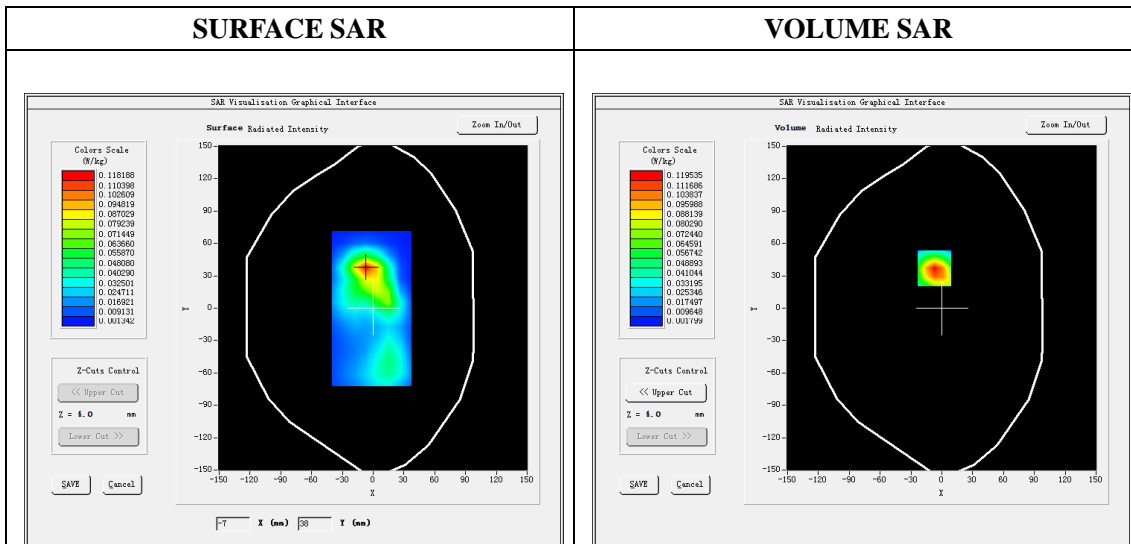 SURFACE SAR
VOLUME SAR
SAR Visualisation Graphical Interface
Surface Radiated Intensity
Zoom In/Out
Colors Scale
(W/kg)
0.118188
0.110398
0.102609
0.094819
0.087029
0.079239
0.071449
0.063660
0.055870
0.048080
0.040290
0.032501
0.024711
0.016921
0.009131
0.001342
150
120
90
60
30
0
-30
-60
-90
-120
-150
Y
-150 -120 -90 -60 -30 0 30 60 90 120 150
X
Z-Cuts Control
<< Upper Cut
Z = 4.0 mm
Lower Cut >>
SAVE Cancel
-7 X (mm) 38 Y (mm)
SAR Visualisation Graphical Interface
Volume Radiated Intensity
Zoom In/Out
Colors Scale
(W/kg)
0.119535
0.111686
0.103837
0.095988
0.088139
0.080290
0.072440
0.064591
0.056742
0.048893
0.041044
0.033195
0.025346
0.017497
0.009648
0.001799
150
120
90
60
30
0
-30
-60
-90
-120
-150
Y
-150 -120 -90 -60 -30 0 30 60 90 120 150
X
Z-Cuts Control
<< Upper Cut
Z = 4.0 mm
Lower Cut >>
SAVE Cancel